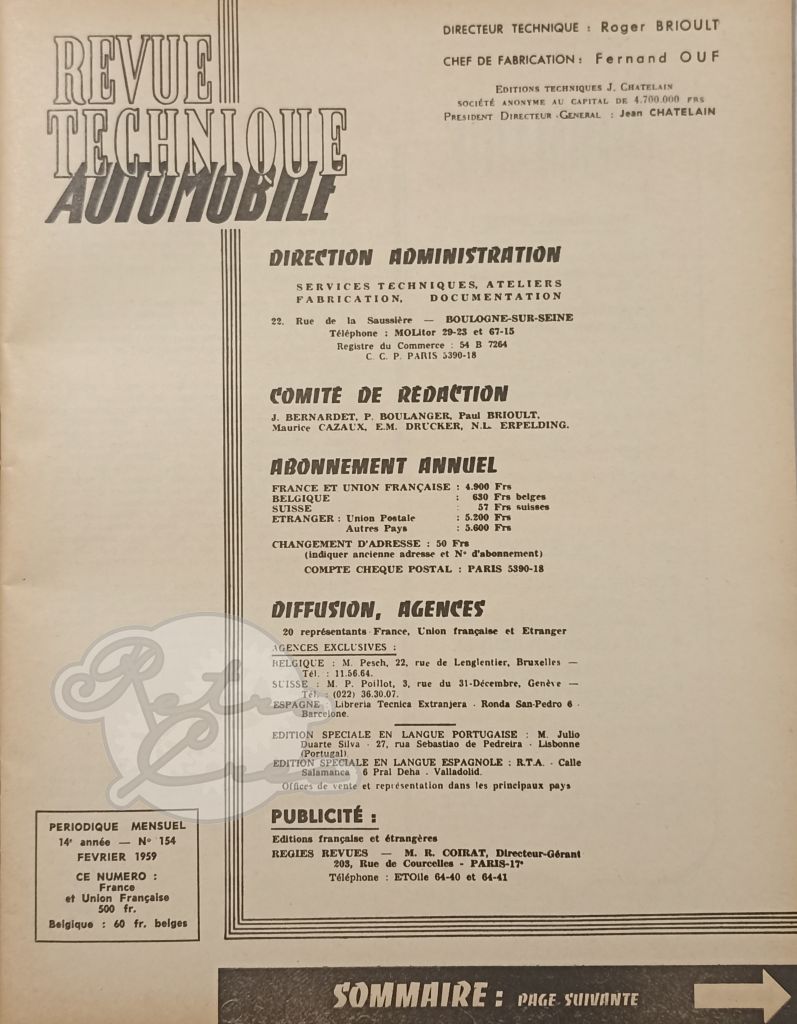 DIRECTEUR TECHNIQUE : Roger BRIOULT
CHEF DE FABRICATION : Fernand OUF
EDITIONS TECHNIQUES J. CHATELAIN
SOCIÉTÉ ANONYME AU CAPITAL DE 4.700.000 FRS
PRESIDENT DIRECTEUR-GENERAL : Jean CHATELAIN
REVUE
TECHNIQUE
AUTOMOBILE
DIRECTION ADMINISTRATION
SERVICES TECHNIQUES, ATELIERS
FABRICATION, DOCUMENTATION
22, Rue de la Saussière — BOULOGNE-SUR-SEINE
Téléphone : MOLitor 29-23 et 67-15
Registre du Commerce : 54 B 7264
C. C. P. PARIS 5390-18
COMITÉ DE RÉDACTION
J. BERNARDET, P. BOULANGER, Paul BRIOULT,
Maurice CAZAUX, E.M. DRUCKER, N.L. ERPELDING.
ABONNEMENT ANNUEL
FRANCE ET UNION FRANÇAISE : 4.900 Frs
BELGIQUE : 630 Frs belges
SUISSE : 57 Frs suisses
ETRANGER : Union Postale : 5.200 Frs
Autres Pays : 5.600 Frs
CHANGEMENT D'ADRESSE : 50 Frs
(indiquer ancienne adresse et N° d'abonnement)
COMPTE CHEQUE POSTAL : PARIS 5390-18
DIFFUSION, AGENCES
20 représentants France, Union française et Etranger
AGENCES EXCLUSIVES :
BELGIQUE : M. Pesch, 22, rue de Lenglentier, Bruxelles —
Tél. : 11.56.64.
SUISSE : M. P. Poillot, 3, rue du 31-Décembre, Genève —
Tél. : (022) 36.30.07.
ESPAGNE : Libreria Tecnica Extranjera - Ronda San-Pedro 6 -
Barcelone.
EDITION SPECIALE EN LANGUE PORTUGAISE : M. Julio
Duarte Silva - 27, rua Sebastiao de Pedreira - Lisbonne
(Portugal).
EDITION SPECIALE EN LANGUE ESPAGNOLE : R.T.A. - Calle
Salamanca 6 Pral Deha - Valladolid.
Offices de vente et représentation dans les principaux pays
PUBLICITÉ :
Editions française et étrangères
REGIES REVUES — M. R. COIRAT, Directeur-Gérant
203, Rue de Courcelles - PARIS-17e
Téléphone : ETOile 64-40 et 64-41
Retro Crea
PERIODIQUE MENSUEL
14e année — N° 154
FEVRIER 1959
CE NUMERO :
France
et Union Française
500 fr.
Belgique : 60 fr. belges
SOMMAIRE : PAGE SUIVANTE